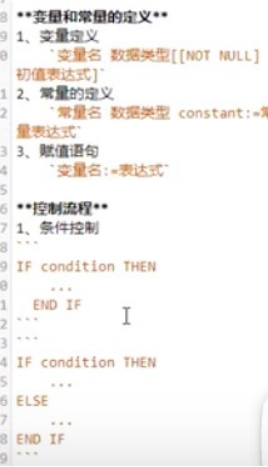 **变量和常量的定义**
1、变量定义
`变量名 数据类型[[NOT NULL]
初值表达式]`
2、常量的定义
`变量名 数据类型 constant:=
量表达式`
3、赋值语句
`变量名:=表达式`
**控制流程**
1、条件控制
```
IF condition THEN
...
END IF
```
```
IF condition THEN
...
ELSE
...
END IF
```